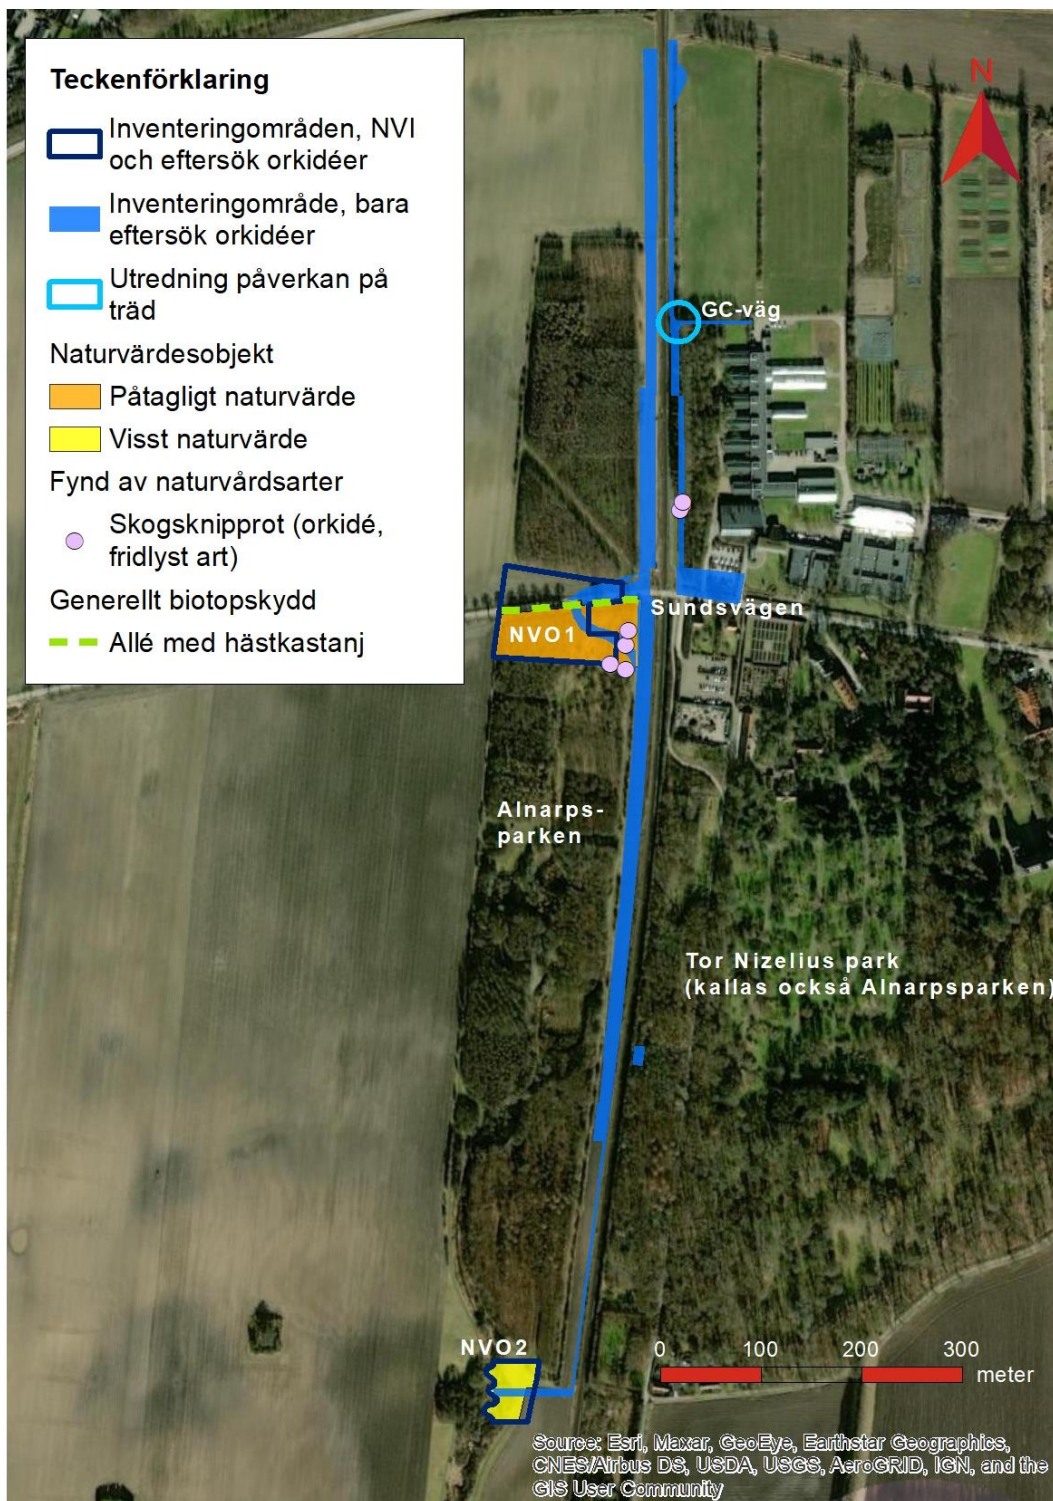 Teckenförklaring
Inventeringområden, NVI
och eftersök orkidéer
Inventeringområde, bara
eftersök orkidéer
Utredning påverkan på
träd
Naturvärdesobjekt
Påtagligt naturvärde
Visst naturvärde
Fynd av naturvårdsarter
Skogsknipprot (orkidé,
fridlyst art)
Generellt biotopskydd
Allé med hästkastanj
N
GC-väg
Sundsvägen
NVO1
Alnarps-
parken
Tor Nizelius park
(kallas också Alnarpsparken)
NVO2
0 100 200 300
meter
Source: Esri, Maxar, GeoEye, Earthstar Geographics,
CNES/Airbus DS, USDA, USGS, AeroGRID, IGN, and the
GIS User Community